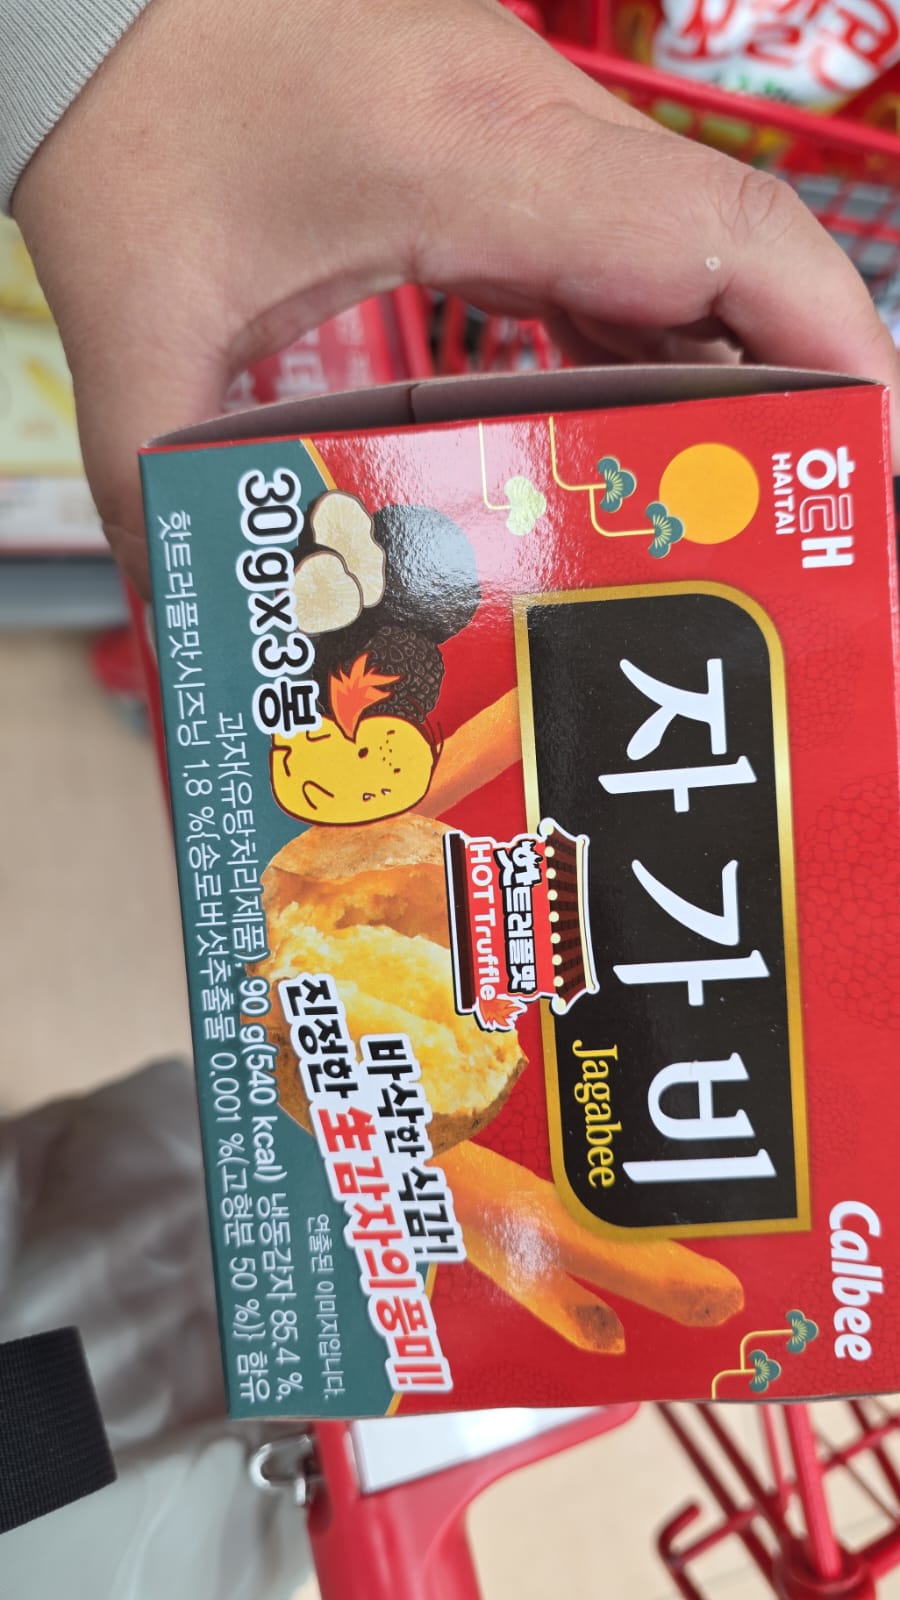 해태
HAITAI
Calbee
자가비
Jagabee
핫트러플맛
HOT Truffle
바삭한 식감!
진정한 生감자의 풍미!
30 g×3봉
연출된 이미지입니다.
과자(유탕처리제품), 90 g(540 kcal) 냉동감자 85.4 %,
핫트러플맛시즈닝 1.8 %{송로버섯추출물 0.001 %(고형분 50 %)} 함유